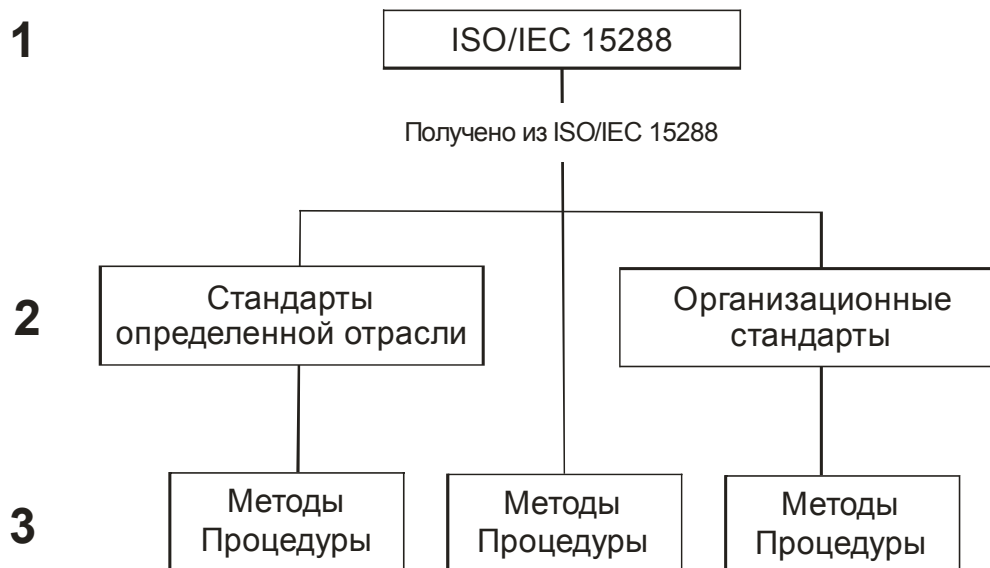 1
ISO/IEC 15288
Получено из ISO/IEC 15288
2
Стандарты
определенной отрасли
Организационные
стандарты
3
Методы
Процедуры
Методы
Процедуры
Методы
Процедуры